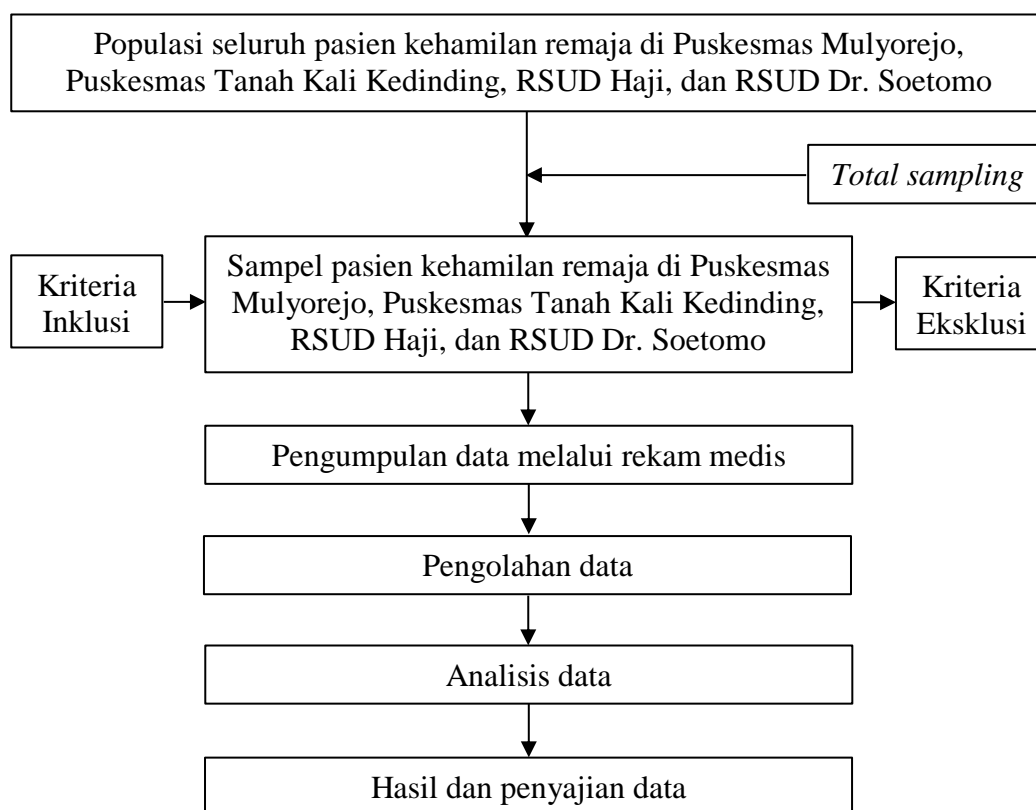 Populasi seluruh pasien kehamilan remaja di Puskesmas Mulyorejo,
Puskesmas Tanah Kali Kedinding, RSUD Haji, dan RSUD Dr. Soetomo
Total sampling
Kriteria
Inklusi
Sampel pasien kehamilan remaja di Puskesmas
Mulyorejo, Puskesmas Tanah Kali Kedinding,
RSUD Haji, dan RSUD Dr. Soetomo
Kriteria
Eksklusi
Pengumpulan data melalui rekam medis
Pengolahan data
Analisis data
Hasil dan penyajian data